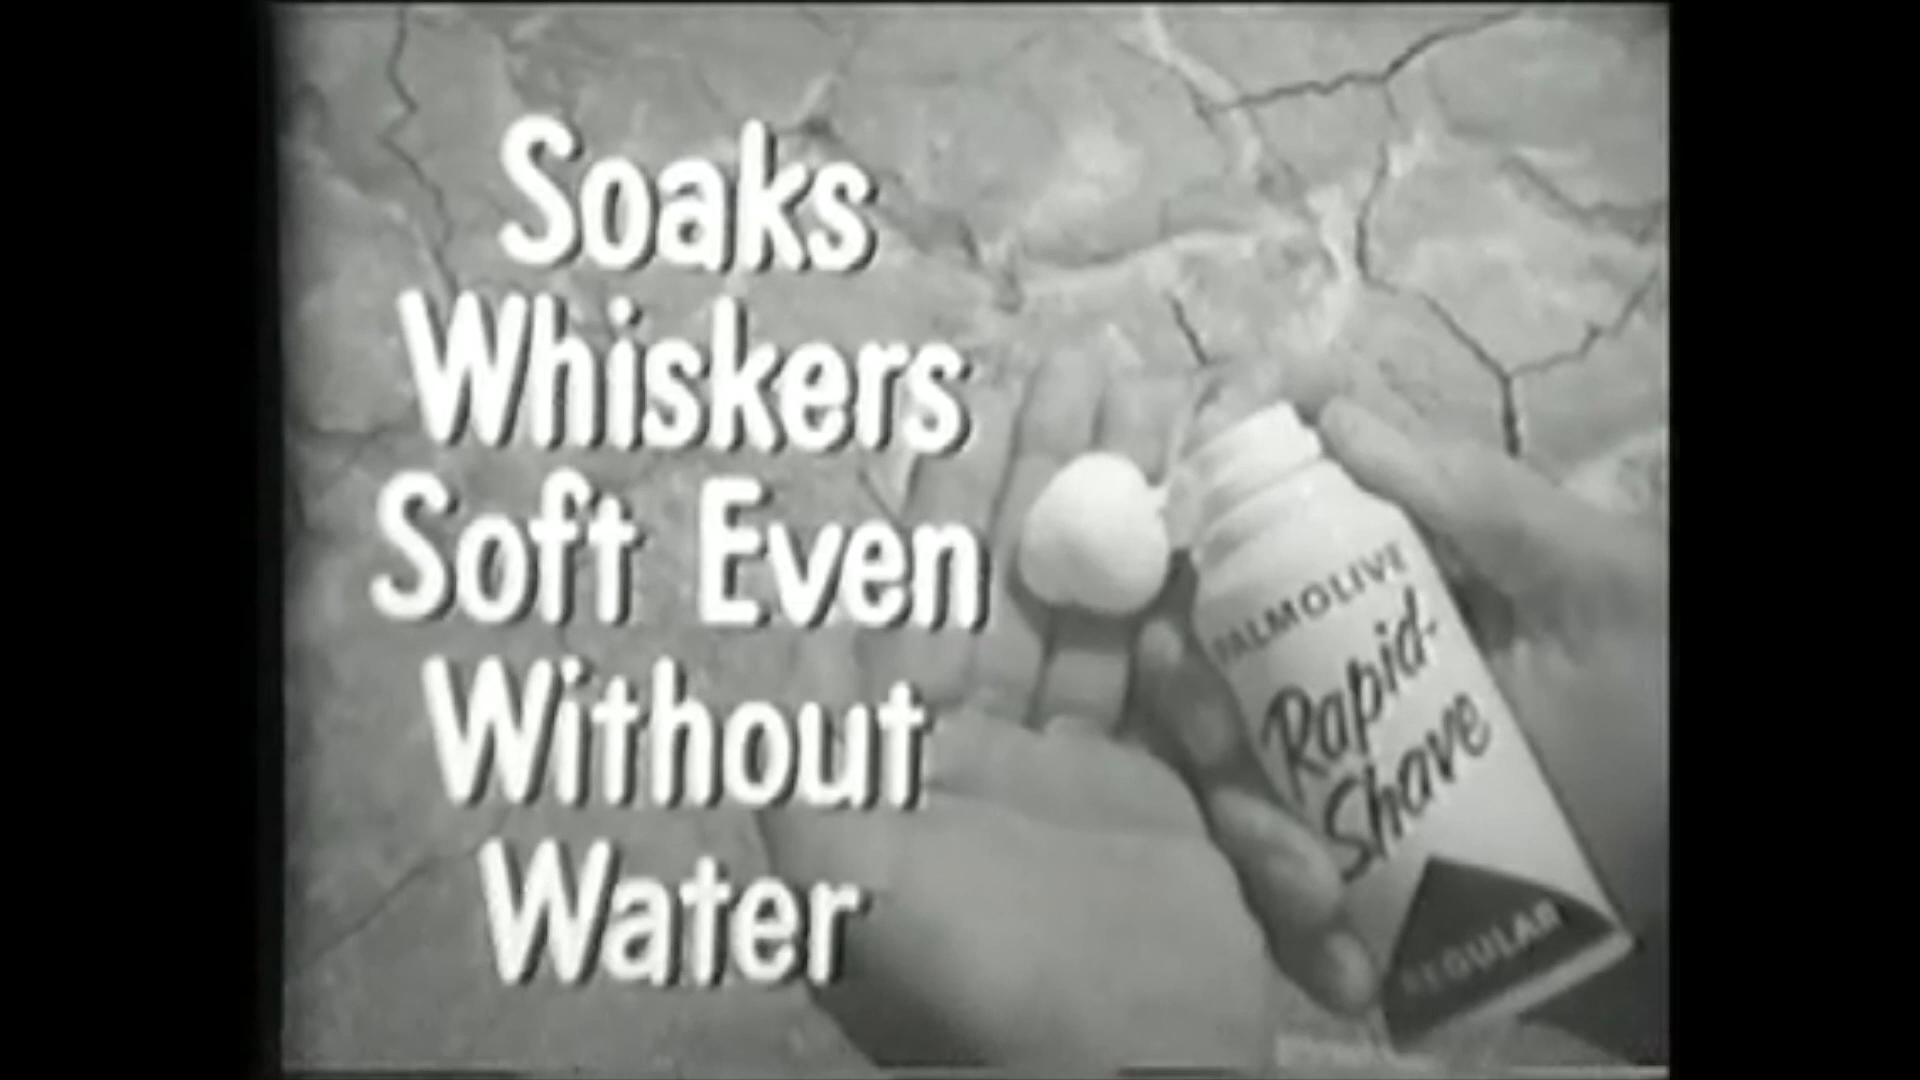 Soaks
Whiskers
Soft Even
Without
Water
PALMOLIVE
Rapid-
Shave
REGULAR